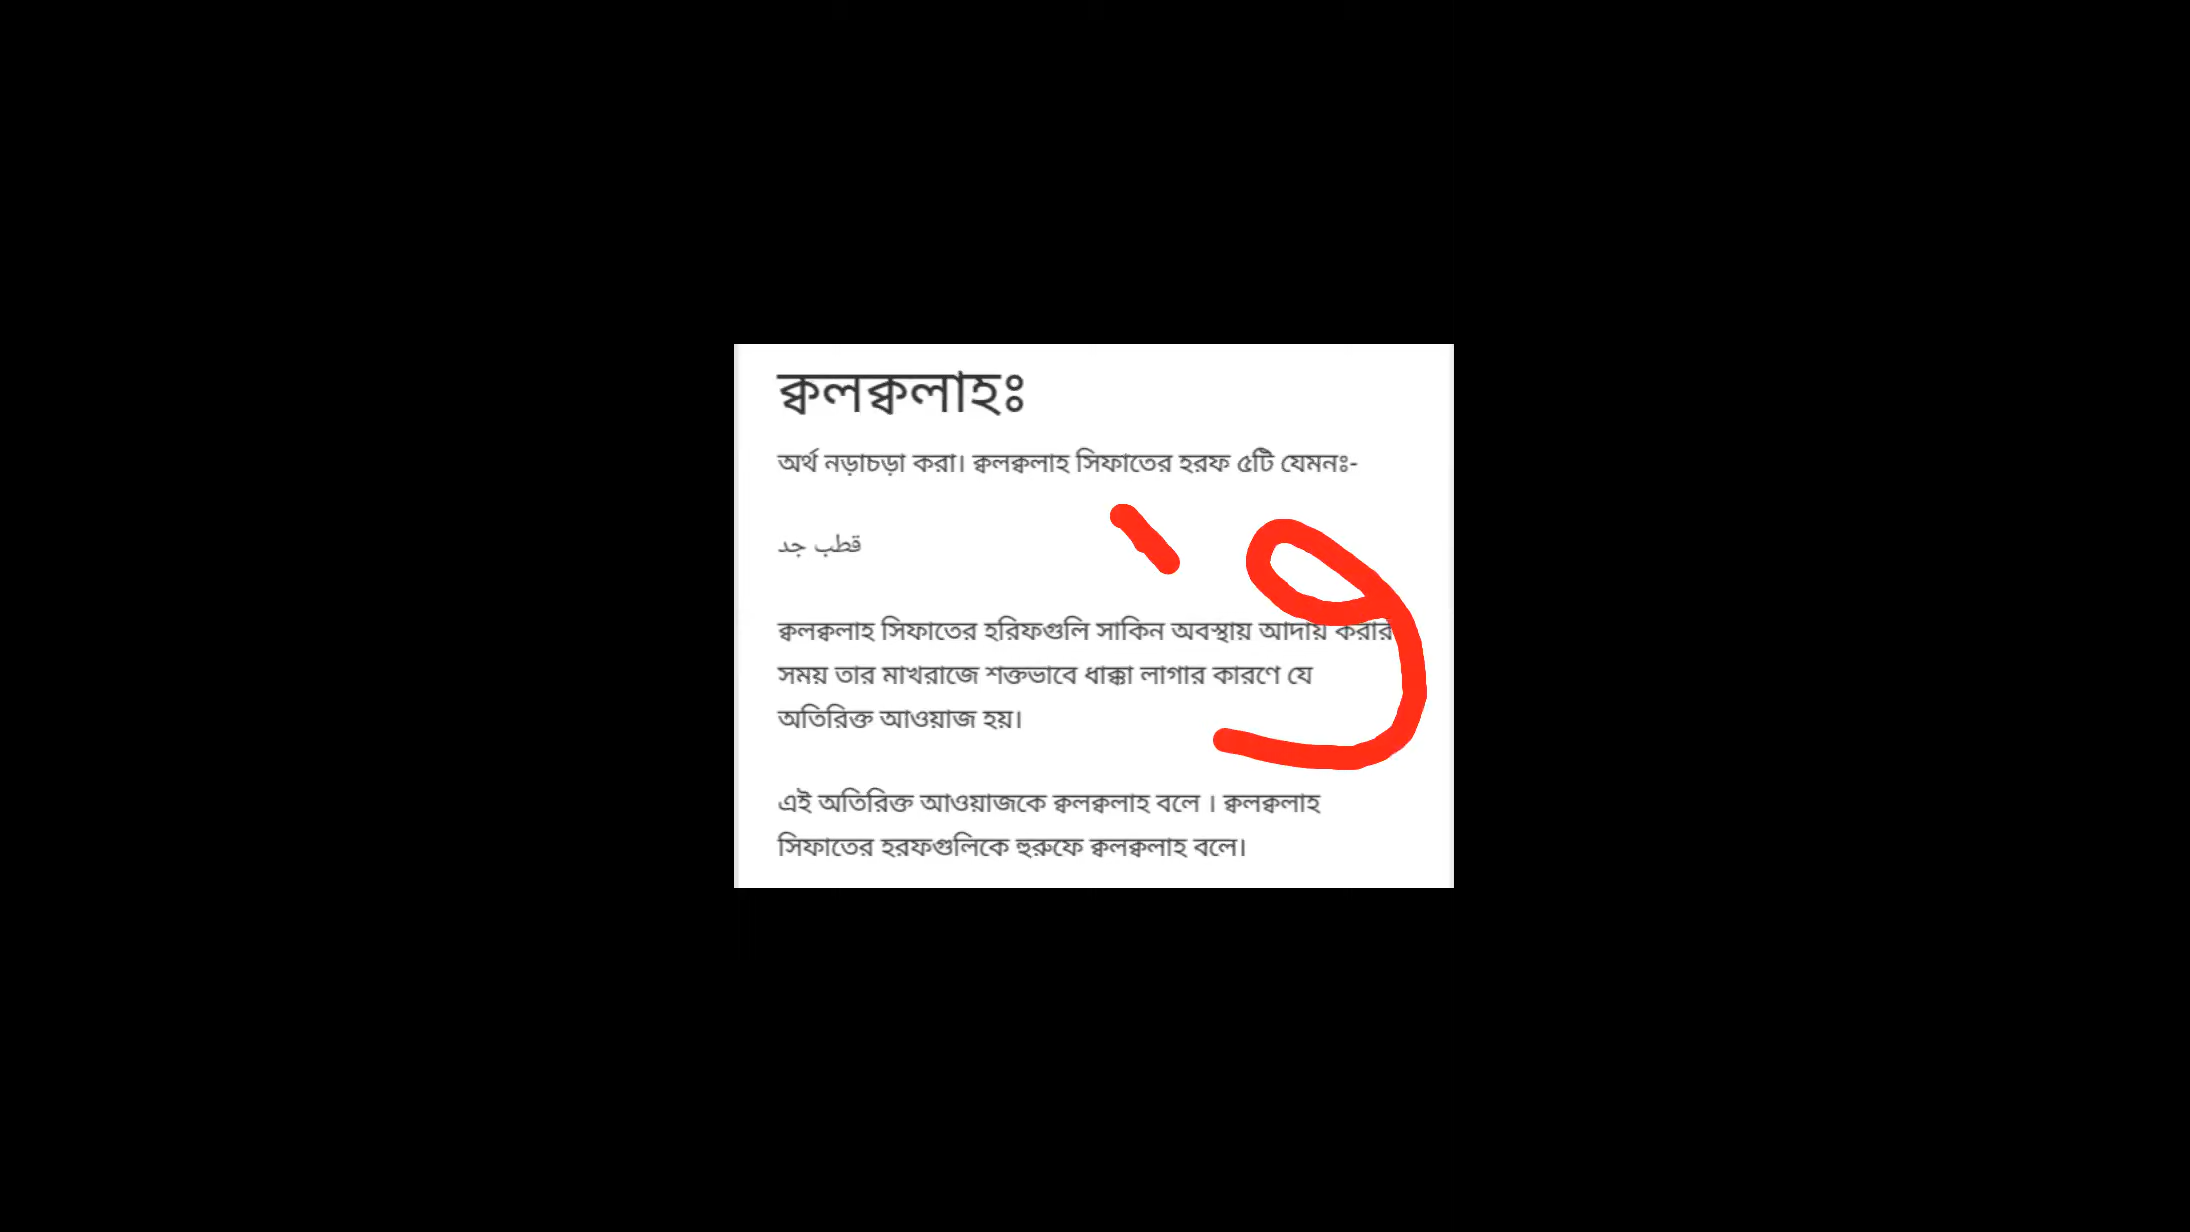 ক্বলক্বলাহঃ
অর্থ নড়াচড়া করা। ক্বলক্বলাহ সিফাতের হরফ ৫টি যেমনঃ-
قطب جد
ক্বলক্বলাহ সিফাতের হরিফগুলি সাকিন অবস্থায় আদায় করার
সময় তার মাখরাজে শক্তভাবে ধাক্কা লাগার কারণে যে
অতিরিক্ত আওয়াজ হয়।
এই অতিরিক্ত আওয়াজকে ক্বলক্বলাহ বলে । ক্বলক্বলাহ
সিফাতের হরফগুলিকে হুরুফে ক্বলক্বলাহ বলে।